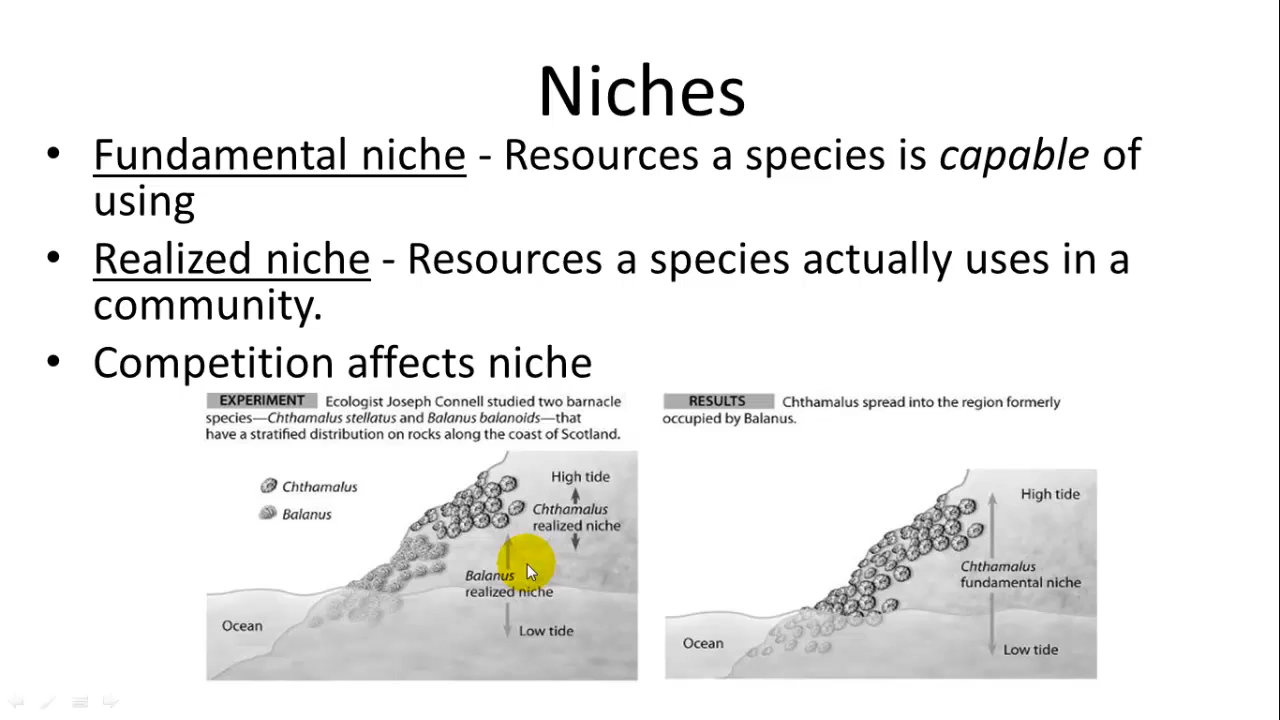 Niches
• Fundamental niche - Resources a species is capable of
using
• Realized niche - Resources a species actually uses in a
community.
• Competition affects niche
EXPERIMENT Ecologist Joseph Connell studied two barnacle
species—Chthamalus stellatus and Balanus balanoids—that
have a stratified distribution on rocks along the coast of Scotland.
Chthamalus
Balanus
High tide
Chthamalus
realized niche
Balanus
realized niche
Ocean
Low tide
RESULTS Chthamalus spread into the region formerly
occupied by Balanus.
High tide
Chthamalus
fundamental niche
Ocean
Low tide